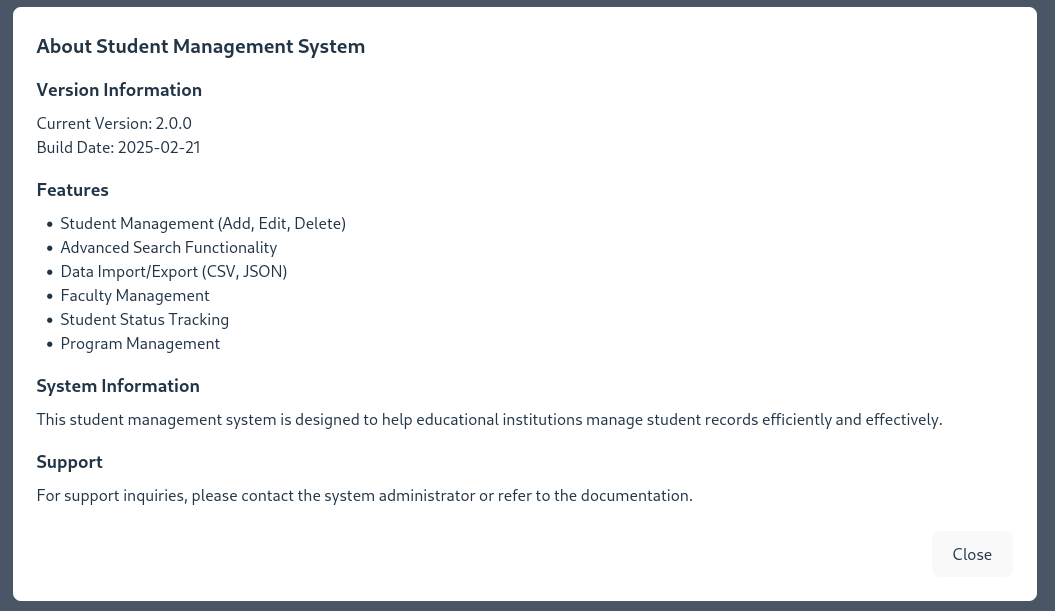 About Student Management System
Version Information
Current Version: 2.0.0
Build Date: 2025-02-21
Features
• Student Management (Add, Edit, Delete)
• Advanced Search Functionality
• Data Import/Export (CSV, JSON)
• Faculty Management
• Student Status Tracking
• Program Management
System Information
This student management system is designed to help educational institutions manage student records efficiently and effectively.
Support
For support inquiries, please contact the system administrator or refer to the documentation.
Close